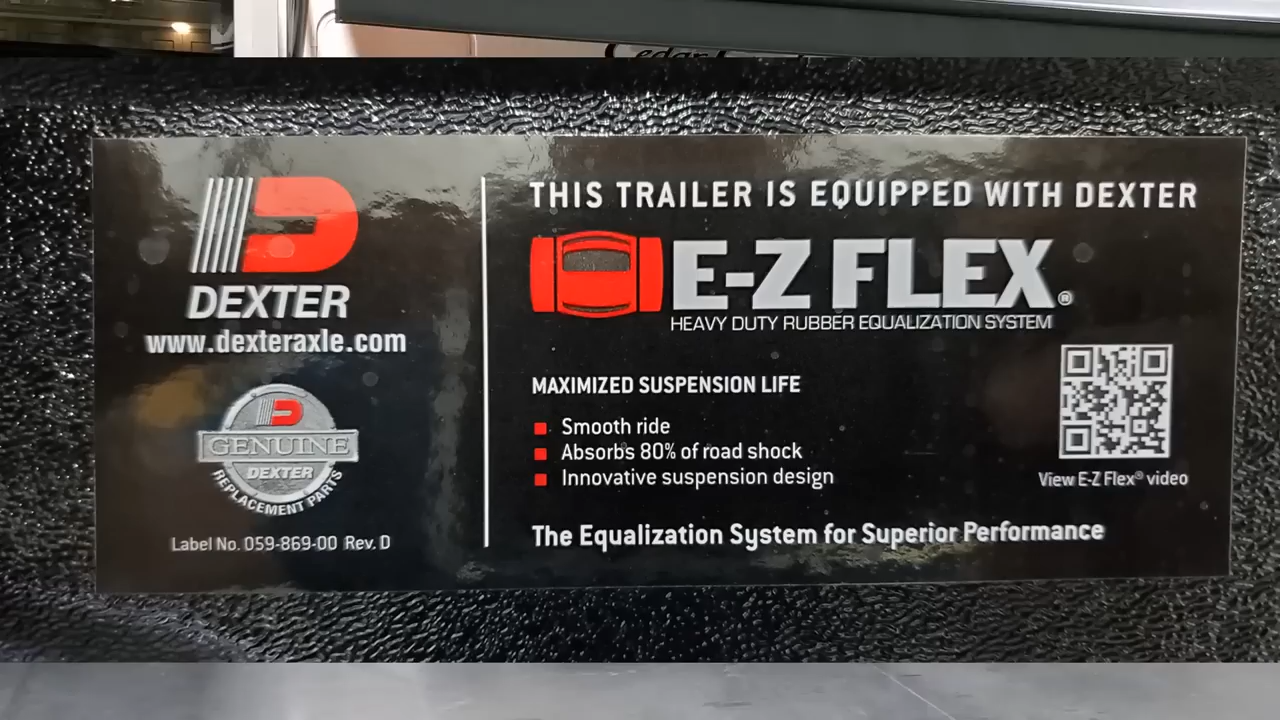 DEXTER
www.dexteraxle.com
GENUINE
DEXTER
REPLACEMENT PARTS
Label No. 059-869-00 Rev. D
THIS TRAILER IS EQUIPPED WITH DEXTER
E-Z FLEX®
HEAVY DUTY RUBBER EQUALIZATION SYSTEM
MAXIMIZED SUSPENSION LIFE
Smooth ride
Absorbs 80% of road shock
Innovative suspension design
View E-Z Flex® video
The Equalization System for Superior Performance